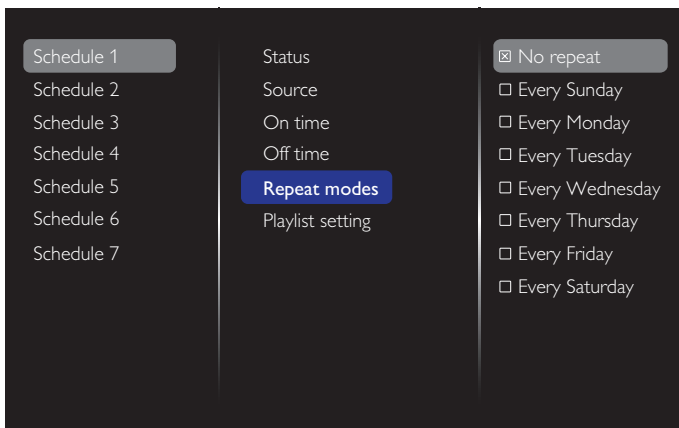 Schedule 1
Schedule 2
Schedule 3
Schedule 4
Schedule 5
Schedule 6
Schedule 7
Status
Source
On time
Off time
Repeat modes
Playlist setting
No repeat
Every Sunday
Every Monday
Every Tuesday
Every Wednesday
Every Thursday
Every Friday
Every Saturday